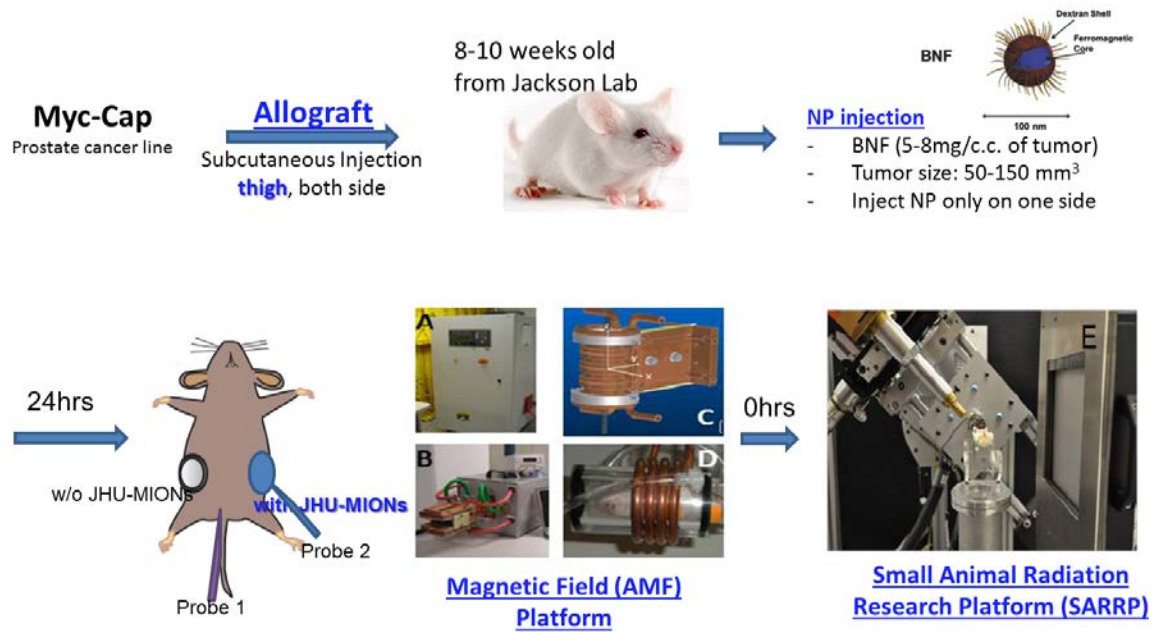 Dextran Shell
Ferromagnetic
Core
BNF
100 nm
8-10 weeks old
from Jackson Lab
Myc-Cap
Prostate cancer line
Allograft
Subcutaneous Injection
thigh, both side
NP injection
- BNF (5-8mg/c.c. of tumor)
- Tumor size: 50-150 mm³
- Inject NP only on one side
24hrs
w/o JHU-MIONs
with JHU-MIONs
Probe 2
Probe 1
A
B
C
D
Y
X
Magnetic Field (AMF)
Platform
0hrs
E
Small Animal Radiation
Research Platform (SARRP)